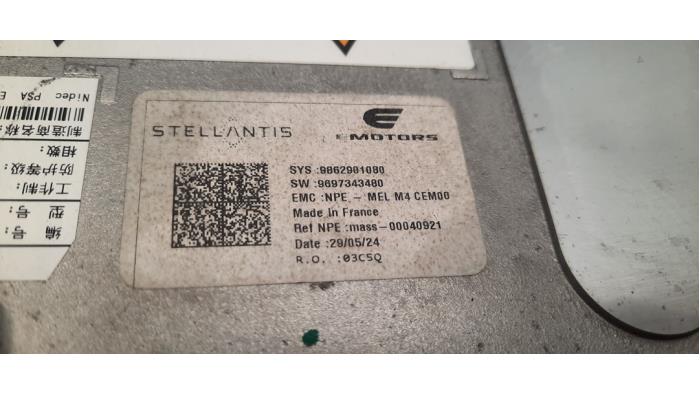 STELLANTIS
EMOTORS
SYS :9862901080
SW :9697343480
EMC :NPE - MEL M4 CEM00
Made In France
Ref NPE :mass-00040921
Date :29/05/24
R.O. :03C5Q
Nidec PSA E
制造商名称:
相数:
防护等级:
工作制:
型 号:
编 号: